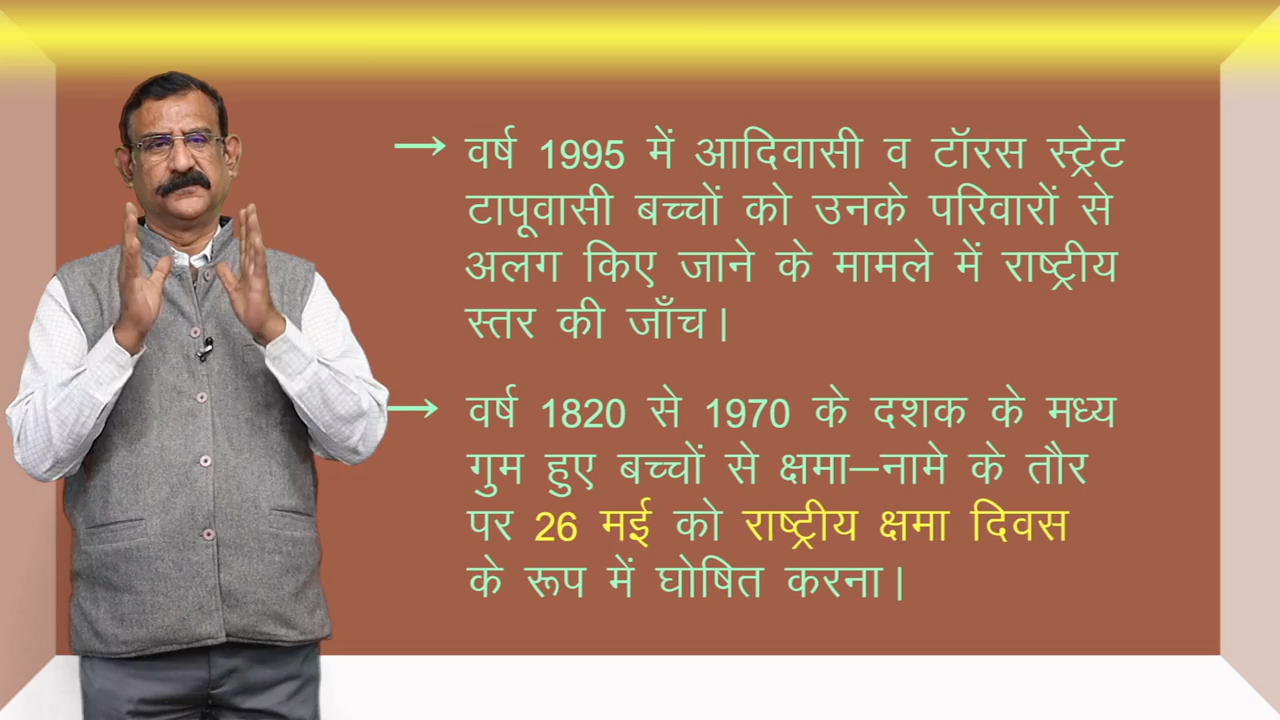 → वर्ष 1995 में आदिवासी व टॉरस स्ट्रेट
टापूवासी बच्चों को उनके परिवारों से
अलग किए जाने के मामले में राष्ट्रीय
स्तर की जाँच।
→ वर्ष 1820 से 1970 के दशक के मध्य
गुम हुए बच्चों से क्षमा–नामे के तौर
पर 26 मई को राष्ट्रीय क्षमा दिवस
के रूप में घोषित करना।